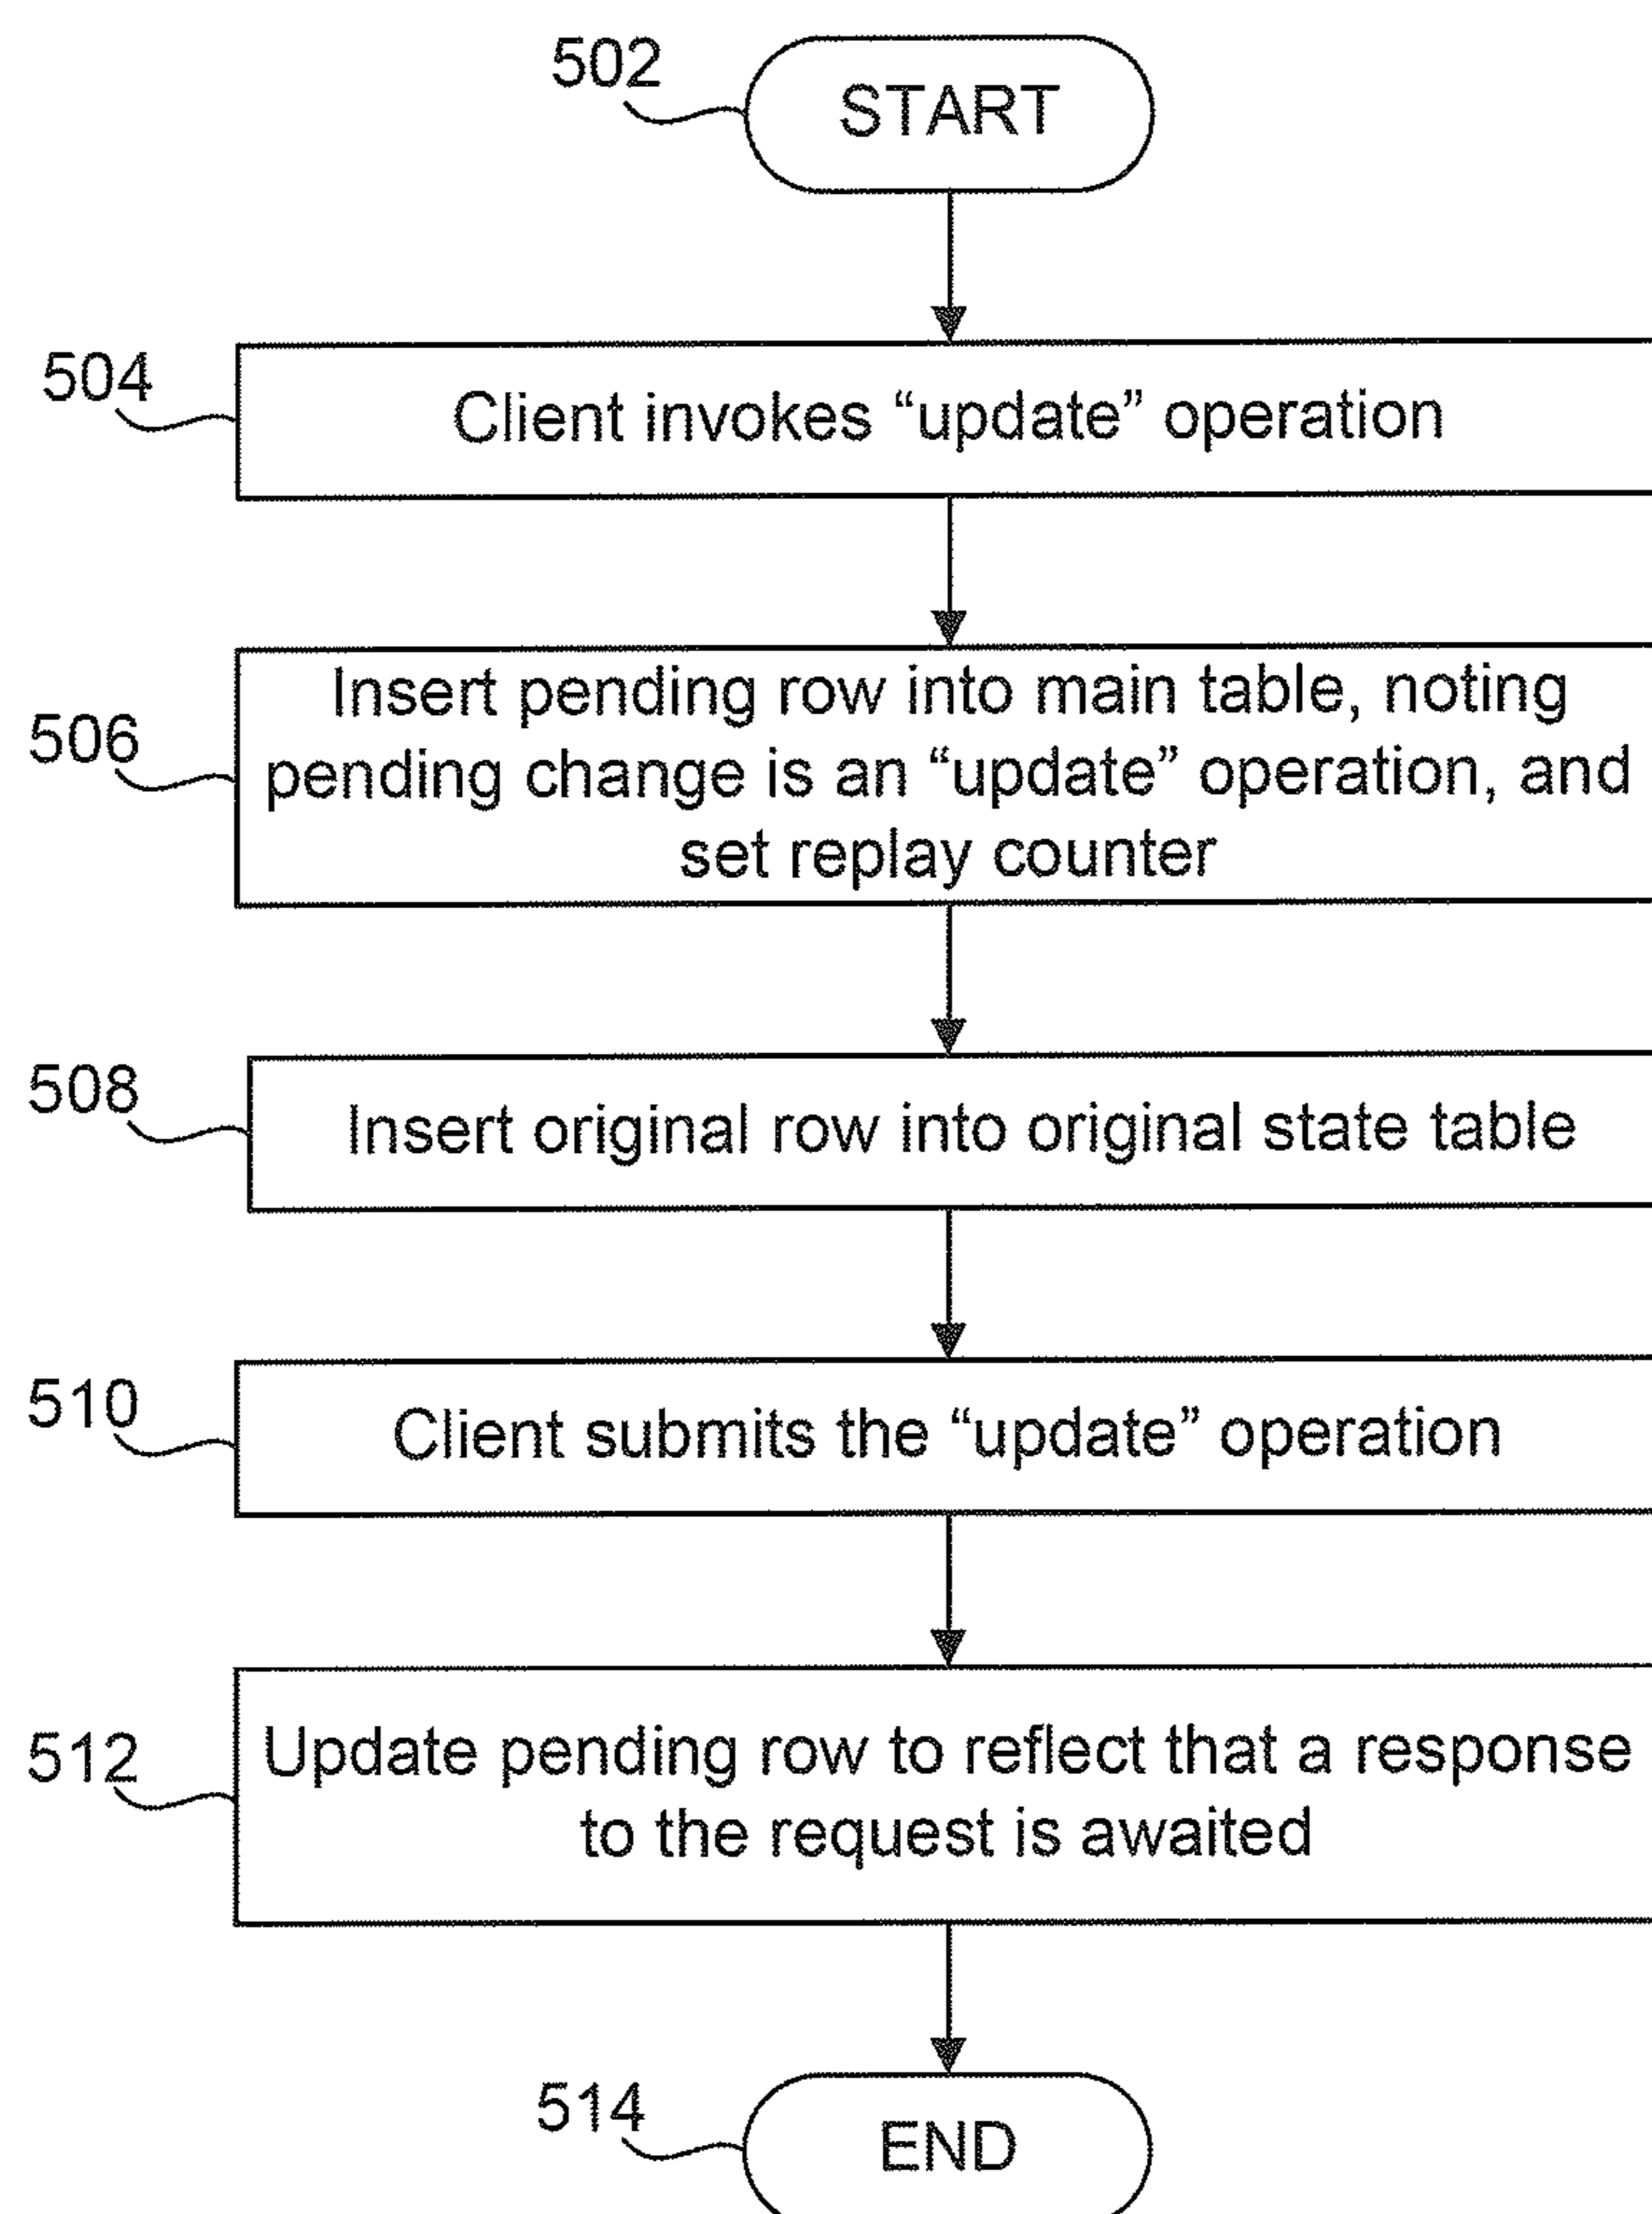 502
START
504
Client invokes “update” operation
506
Insert pending row into main table, noting
pending change is an “update” operation, and
set replay counter
508
Insert original row into original state table
510
Client submits the “update” operation
512
Update pending row to reflect that a response
to the request is awaited
514
END